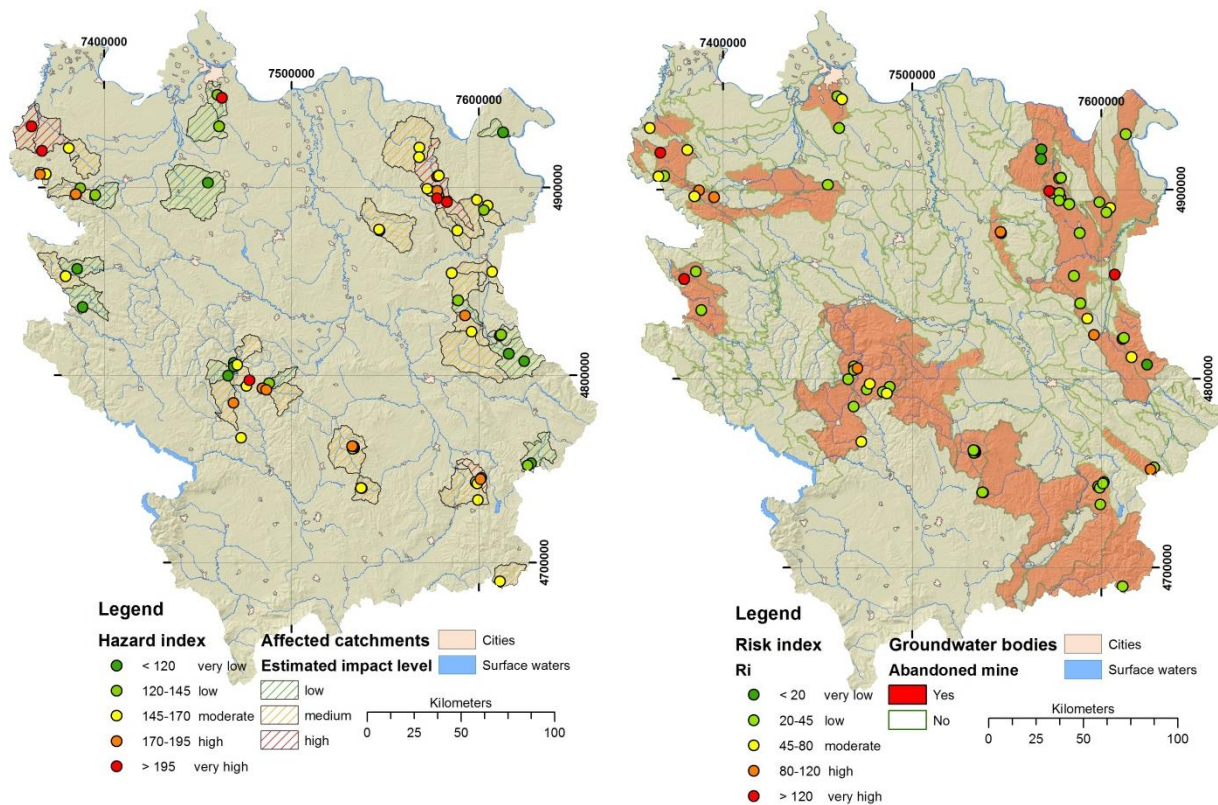 7400000
7500000
7600000
4900000
4800000
4700000
Legend
Hazard index
< 120 very low
120-145 low
145-170 moderate
170-195 high
> 195 very high
Affected catchments
Estimated impact level
low
medium
high
Cities
Surface waters
Kilometers
0 25 50 100
7400000
7500000
7600000
4900000
4800000
4700000
Legend
Risk index
Ri
< 20 very low
20-45 low
45-80 moderate
80-120 high
> 120 very high
Groundwater bodies
Abandoned mine
Yes
No
Cities
Surface waters
Kilometers
0 25 50 100